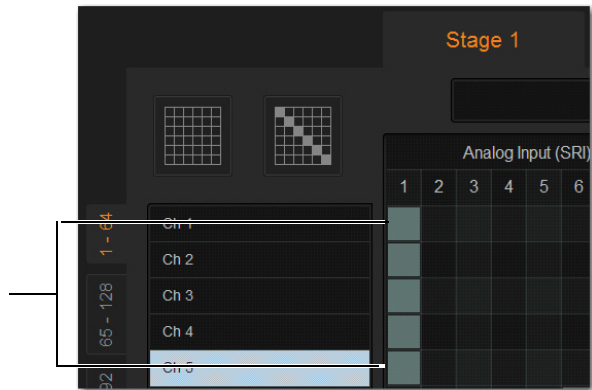 Stage 1
Analog Input (SRI)
1 2 3 4 5 6
1 - 64
65 - 128
Ch 1
Ch 2
Ch 3
Ch 4
Ch 5